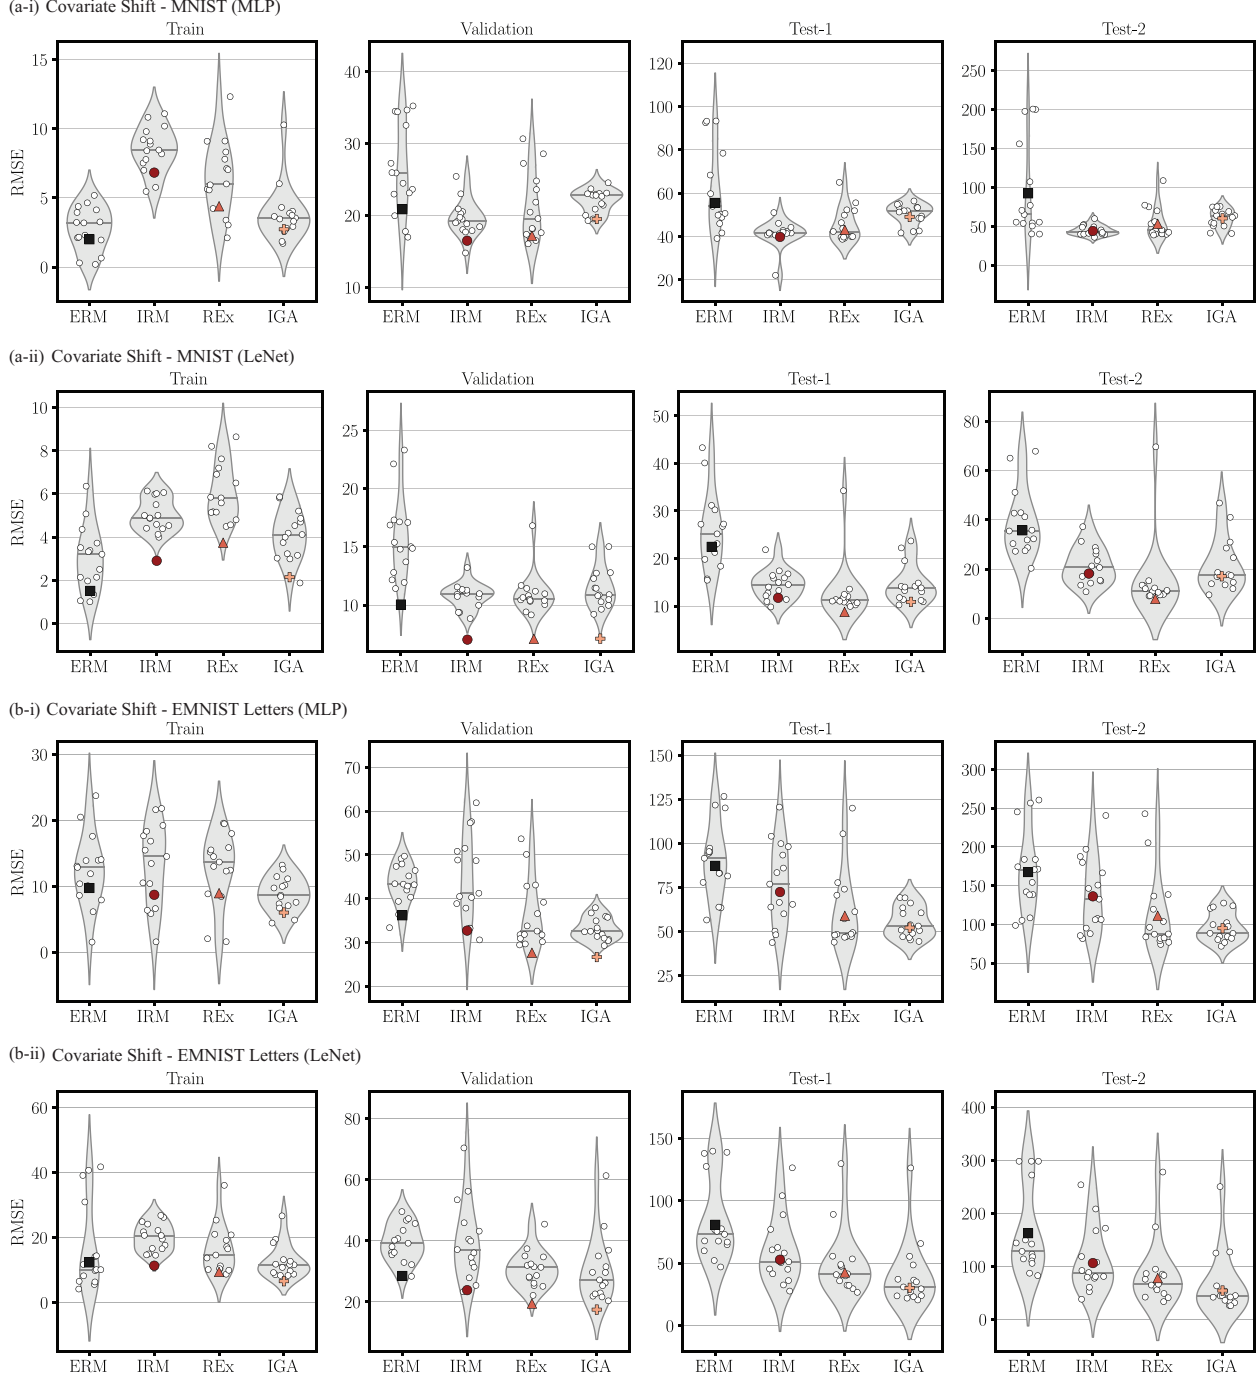 (a-i) Covariate Shift - MNIST (MLP)
Train Validation Test-1 Test-2
RMSE
15 10 5 0
40 30 20 10
120 100 80 60 40 20
250 200 150 100 50 0
ERM IRM REx IGA ERM IRM REx IGA ERM IRM REx IGA ERM IRM REx IGA
(a-ii) Covariate Shift - MNIST (LeNet)
Train Validation Test-1 Test-2
RMSE
10 8 6 4 2 0
25 20 15 10
50 40 30 20 10
80 60 40 20 0
ERM IRM REx IGA ERM IRM REx IGA ERM IRM REx IGA ERM IRM REx IGA
(b-i) Covariate Shift - EMNIST Letters (MLP)
Train Validation Test-1 Test-2
RMSE
30 20 10 0
70 60 50 40 30 20
150 125 100 75 50 25
300 250 200 150 100 50
ERM IRM REx IGA ERM IRM REx IGA ERM IRM REx IGA ERM IRM REx IGA
(b-ii) Covariate Shift - EMNIST Letters (LeNet)
Train Validation Test-1 Test-2
RMSE
60 40 20 0
80 60 40 20
150 100 50 0
400 300 200 100 0
ERM IRM REx IGA ERM IRM REx IGA ERM IRM REx IGA ERM IRM REx IGA